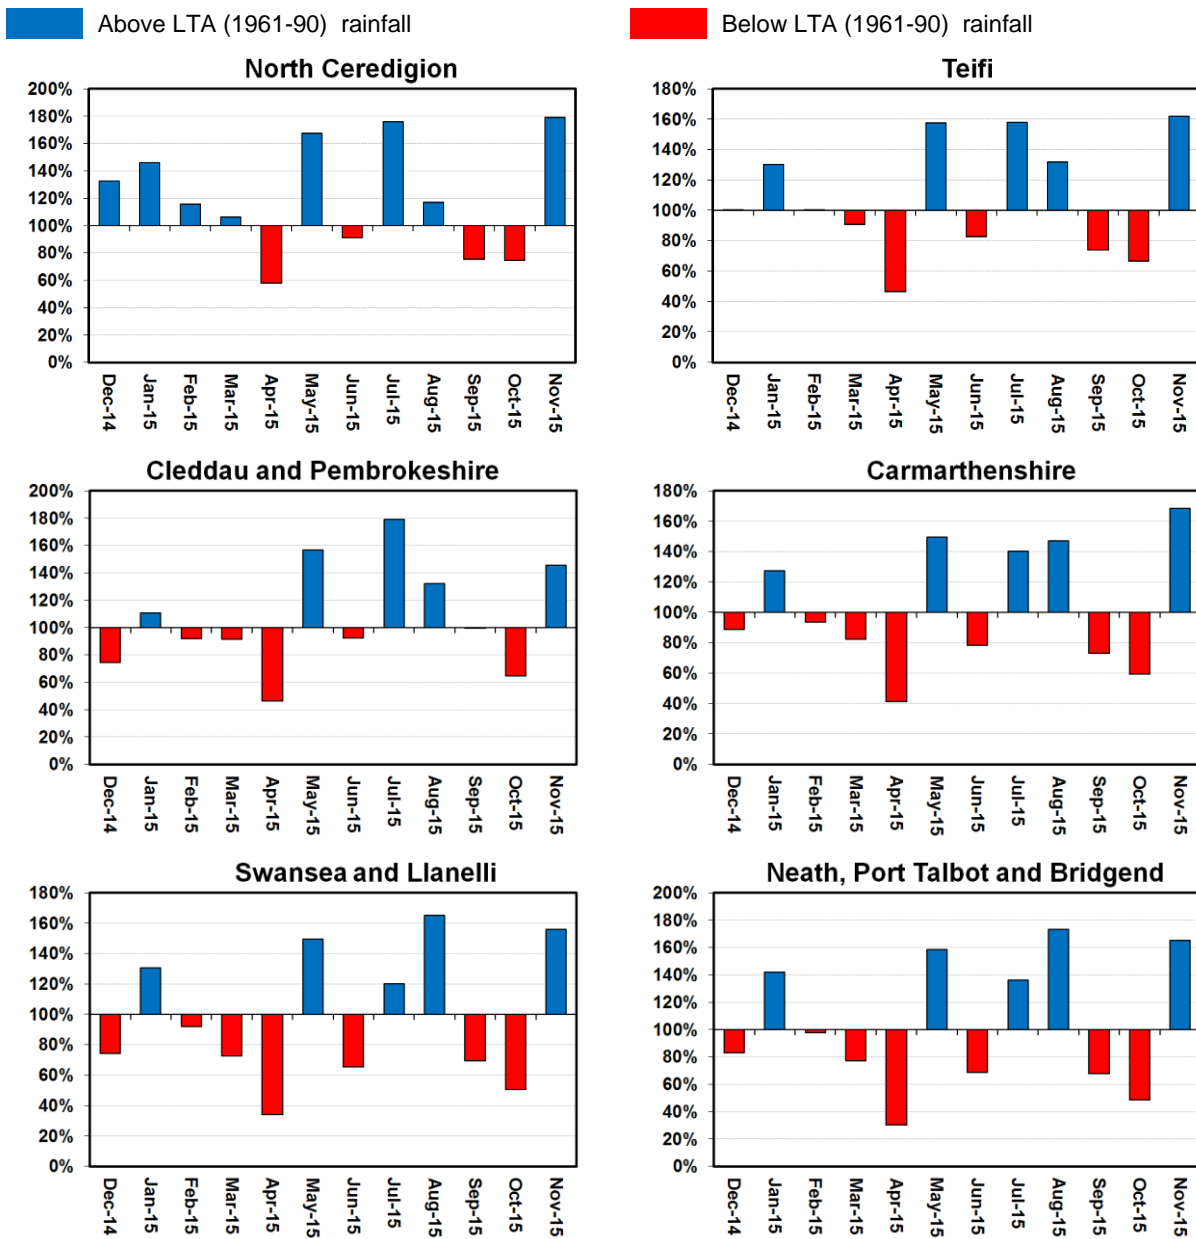 Above LTA (1961-90) rainfall
Below LTA (1961-90) rainfall
North Ceredigion
200%
180%
160%
140%
120%
100%
80%
60%
40%
20%
0%
Dec-14
Jan-15
Feb-15
Mar-15
Apr-15
May-15
Jun-15
Jul-15
Aug-15
Sep-15
Oct-15
Nov-15
Teifi
180%
160%
140%
120%
100%
80%
60%
40%
20%
0%
Dec-14
Jan-15
Feb-15
Mar-15
Apr-15
May-15
Jun-15
Jul-15
Aug-15
Sep-15
Oct-15
Nov-15
Cleddau and Pembrokeshire
200%
180%
160%
140%
120%
100%
80%
60%
40%
20%
0%
Dec-14
Jan-15
Feb-15
Mar-15
Apr-15
May-15
Jun-15
Jul-15
Aug-15
Sep-15
Oct-15
Nov-15
Carmarthenshire
180%
160%
140%
120%
100%
80%
60%
40%
20%
0%
Dec-14
Jan-15
Feb-15
Mar-15
Apr-15
May-15
Jun-15
Jul-15
Aug-15
Sep-15
Oct-15
Nov-15
Swansea and Llanelli
180%
160%
140%
120%
100%
80%
60%
40%
20%
0%
Dec-14
Jan-15
Feb-15
Mar-15
Apr-15
May-15
Jun-15
Jul-15
Aug-15
Sep-15
Oct-15
Nov-15
Neath, Port Talbot and Bridgend
200%
180%
160%
140%
120%
100%
80%
60%
40%
20%
0%
Dec-14
Jan-15
Feb-15
Mar-15
Apr-15
May-15
Jun-15
Jul-15
Aug-15
Sep-15
Oct-15
Nov-15